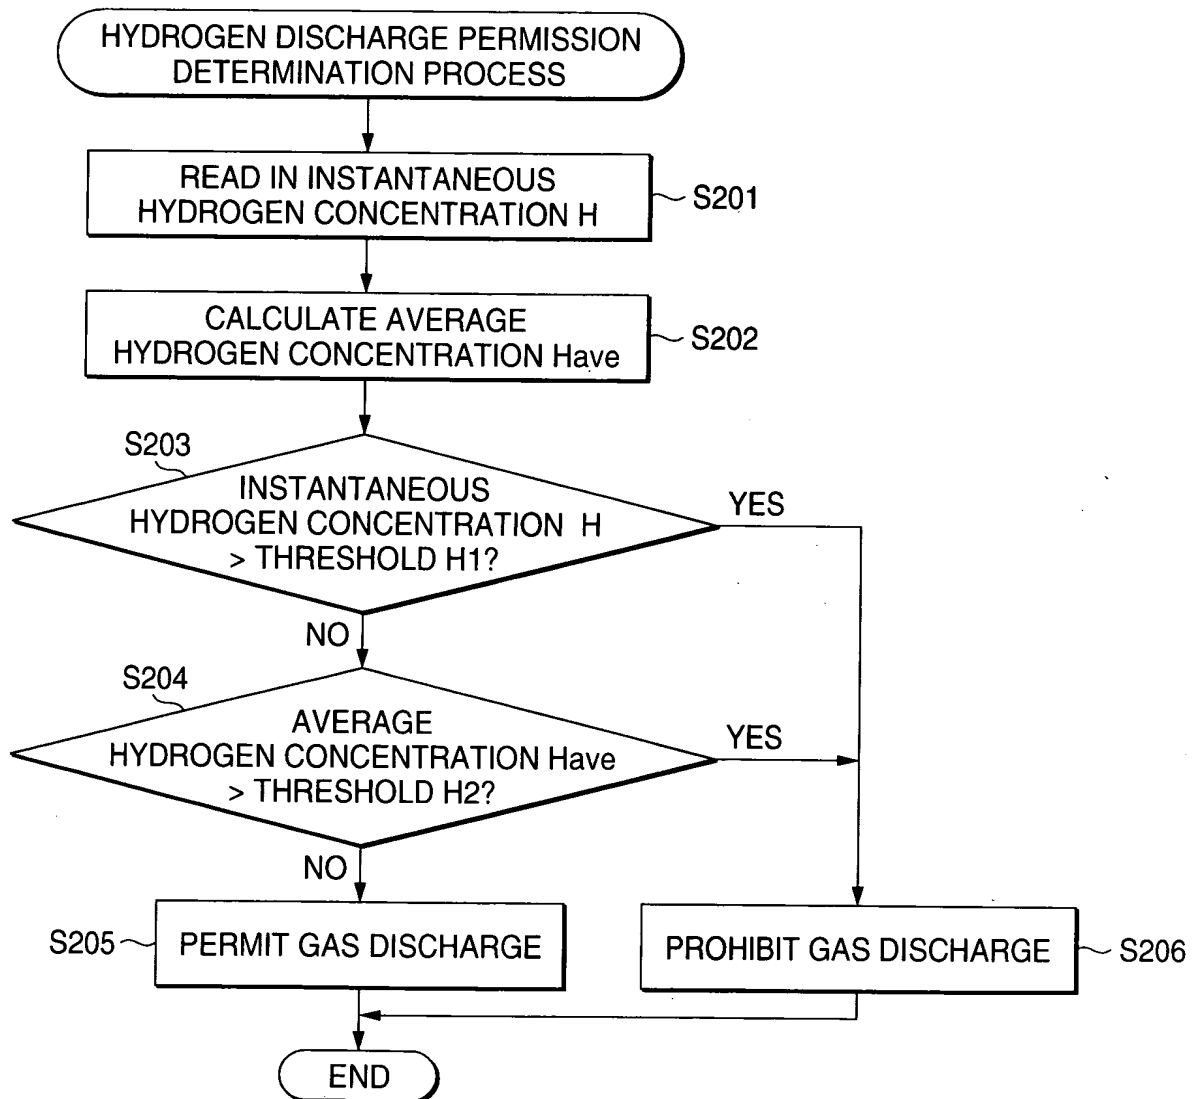 HYDROGEN DISCHARGE PERMISSION
DETERMINATION PROCESS
READ IN INSTANTANEOUS
HYDROGEN CONCENTRATION H
S201
CALCULATE AVERAGE
HYDROGEN CONCENTRATION Have
S202
S203
INSTANTANEOUS
HYDROGEN CONCENTRATION H
> THRESHOLD H1?
YES
NO
S204
AVERAGE
HYDROGEN CONCENTRATION Have
> THRESHOLD H2?
YES
NO
S205
PERMIT GAS DISCHARGE
PROHIBIT GAS DISCHARGE
S206
END